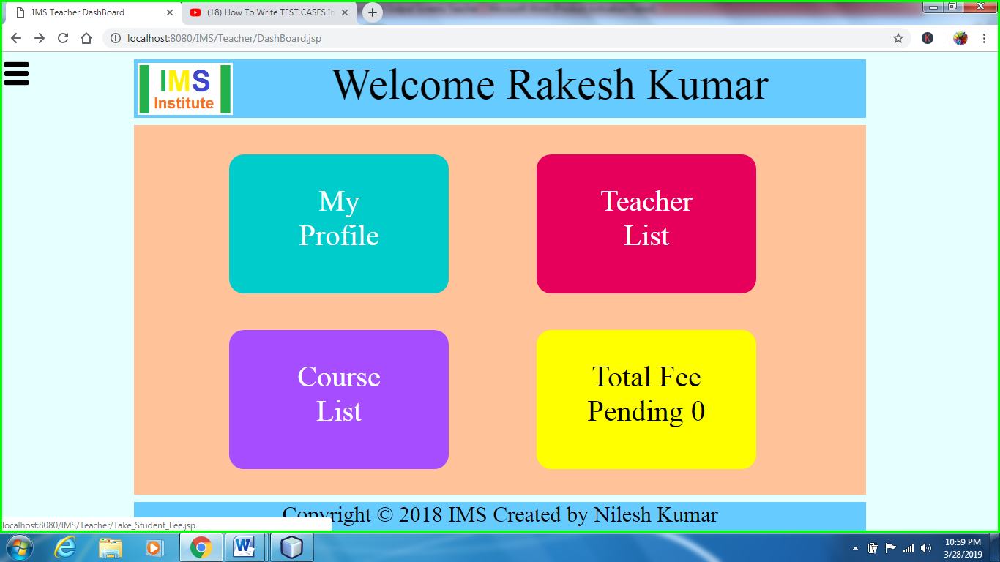 IMS Teacher DashBoard
(18) How To Write TEST CASES In
localhost:8080/IMS/Teacher/DashBoard.jsp
K
IMS
Institute
Welcome Rakesh Kumar
My
Profile
Teacher
List
Course
List
Total Fee
Pending 0
Copyright © 2018 IMS Created by Nilesh Kumar
localhost:8080/IMS/Teacher/Take_Student_Fee.jsp
10:59 PM
3/28/2019